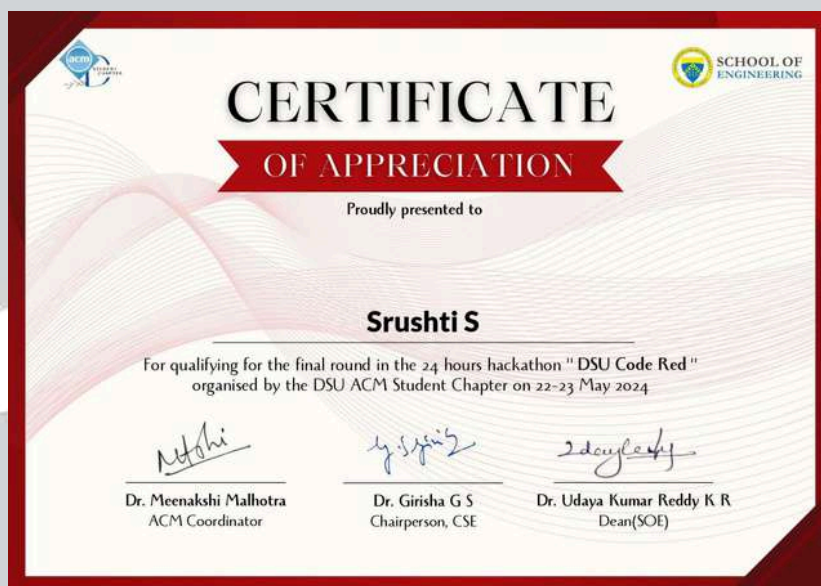 acm
STUDENT
CHAPTER
SCHOOL OF
ENGINEERING
CERTIFICATE
OF APPRECIATION
Proudly presented to
Srushti S
For qualifying for the final round in the 24 hours hackathon " DSU Code Red "
organised by the DSU ACM Student Chapter on 22-23 May 2024
Dr. Meenakshi Malhotra
ACM Coordinator
Dr. Girisha G S
Chairperson, CSE
Dr. Udaya Kumar Reddy K R
Dean(SOE)